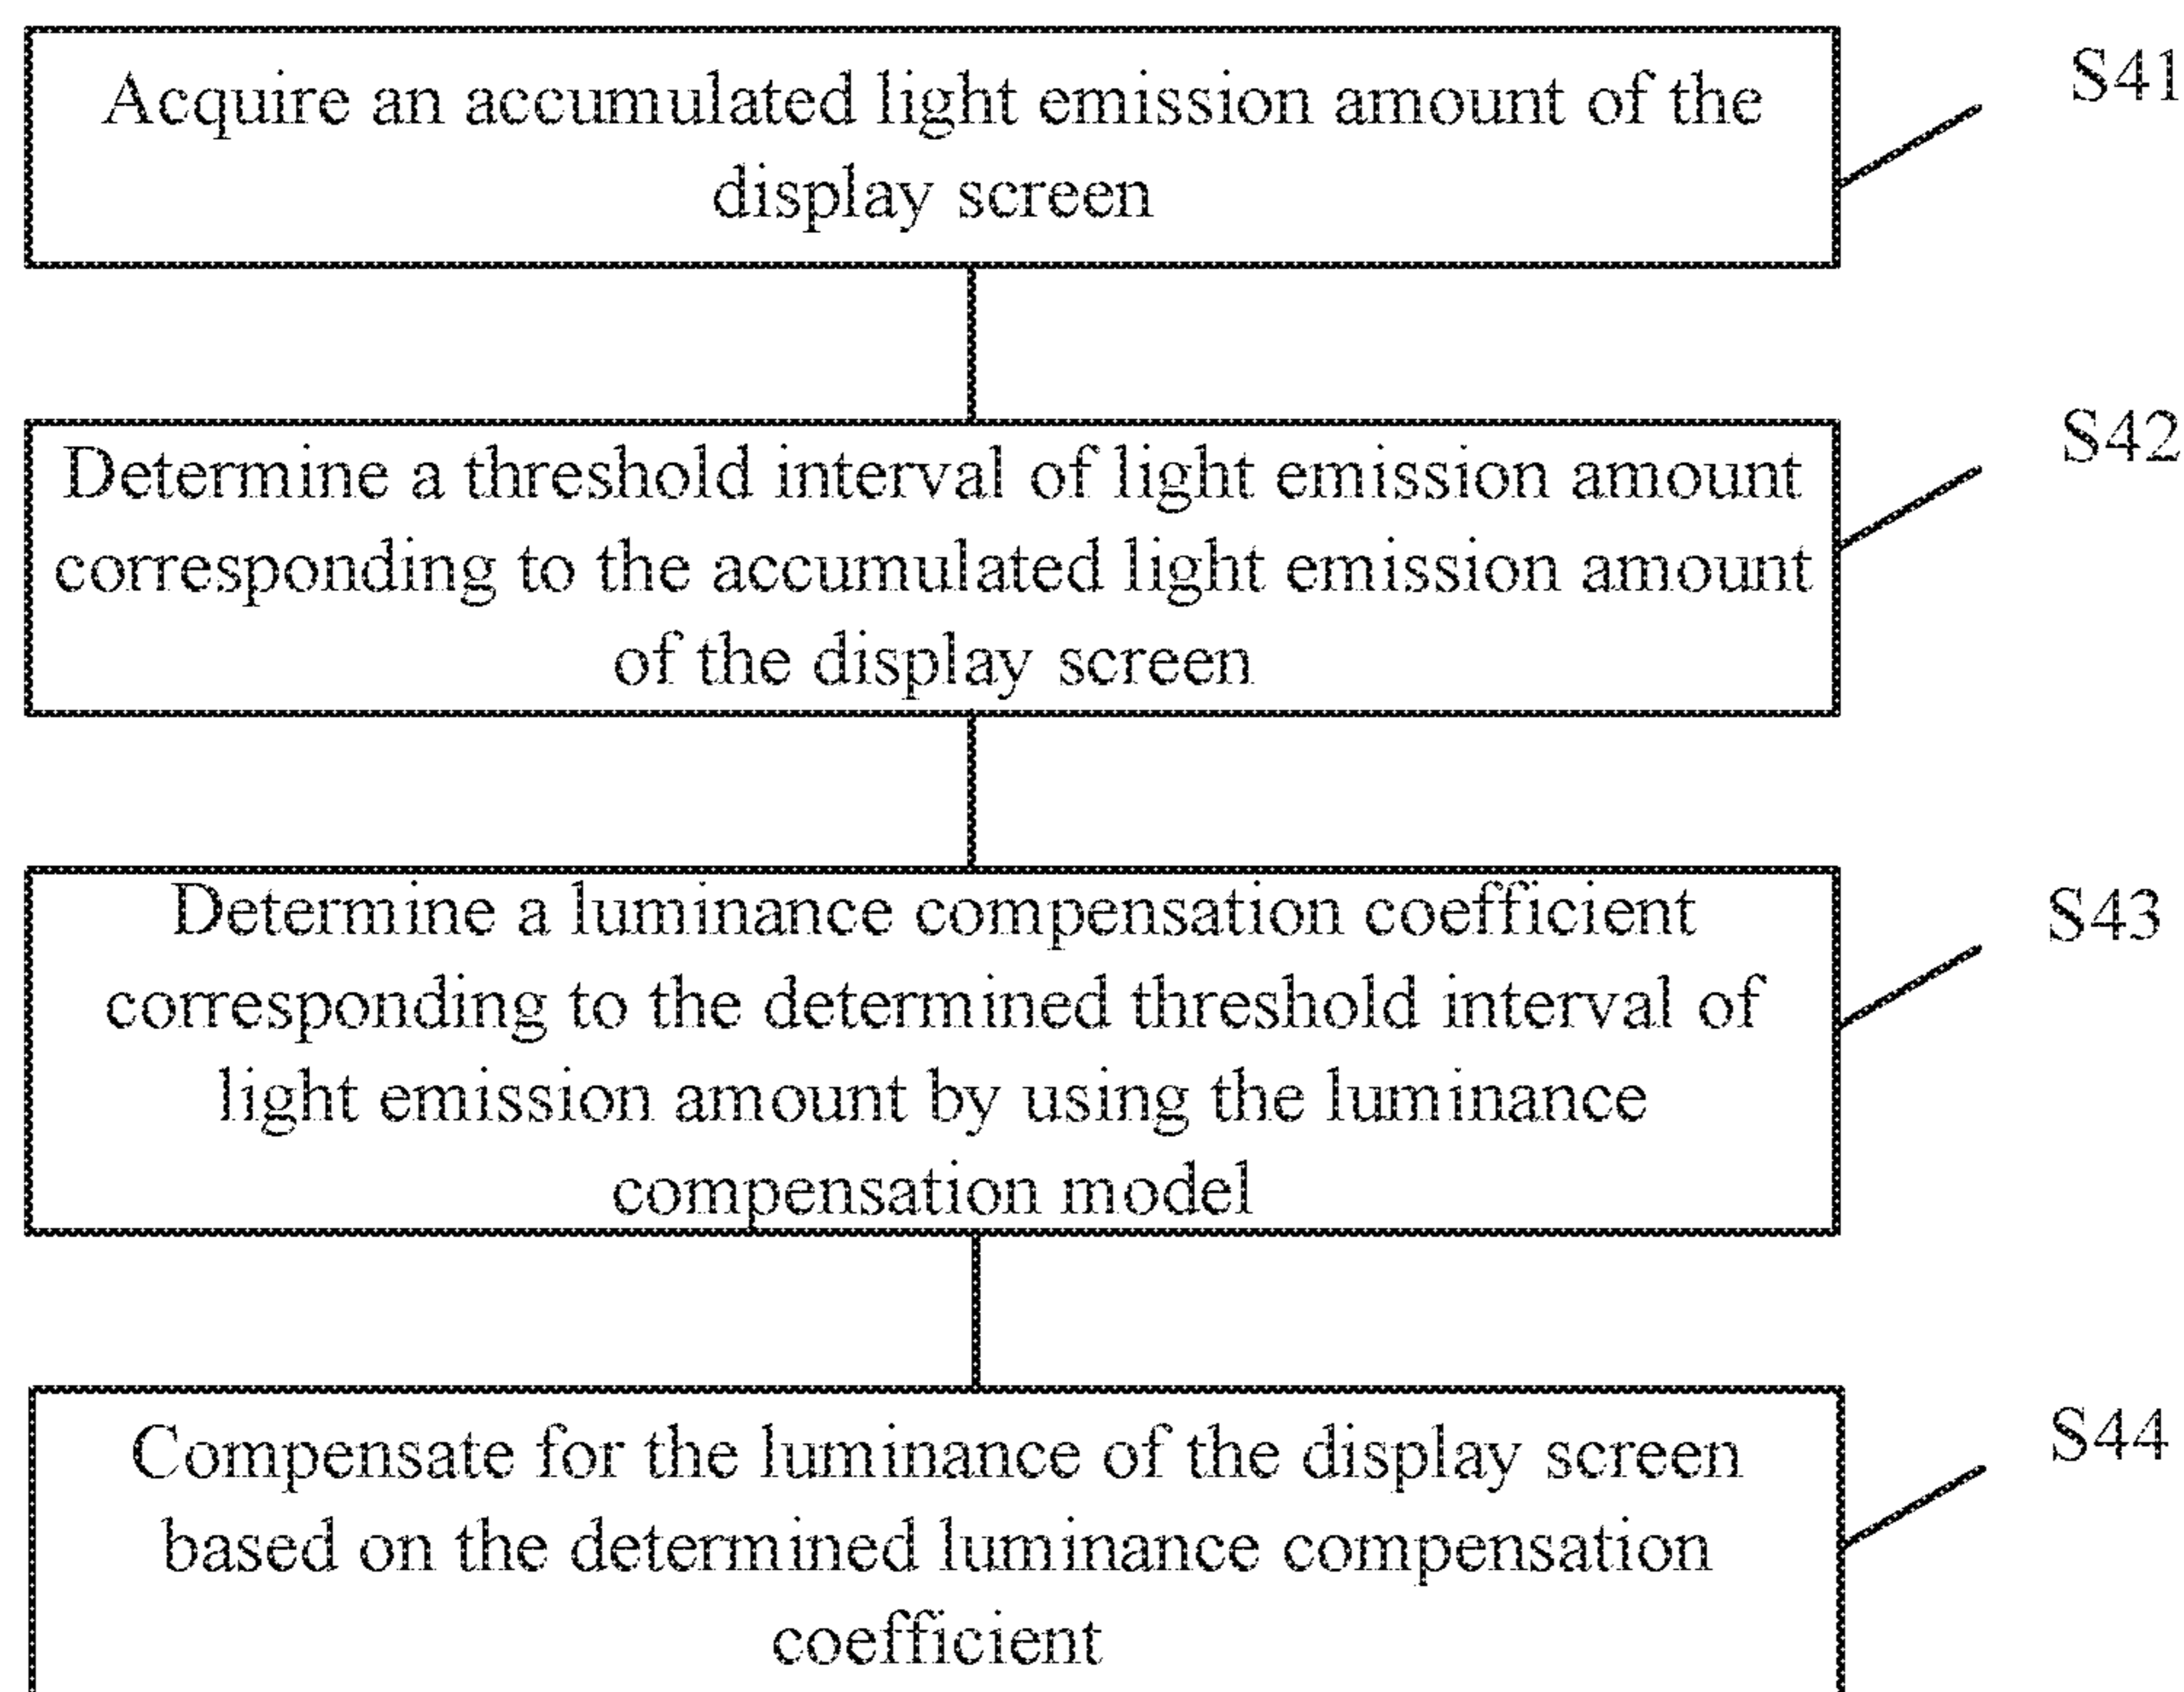 Acquire an accumulated light emission amount of the
display screen
S41
Determine a threshold interval of light emission amount
corresponding to the accumulated light emission amount
of the display screen
S42
Determine a luminance compensation coefficient
corresponding to the determined threshold interval of
light emission amount by using the luminance
compensation model
S43
Compensate for the luminance of the display screen
based on the determined luminance compensation
coefficient
S44